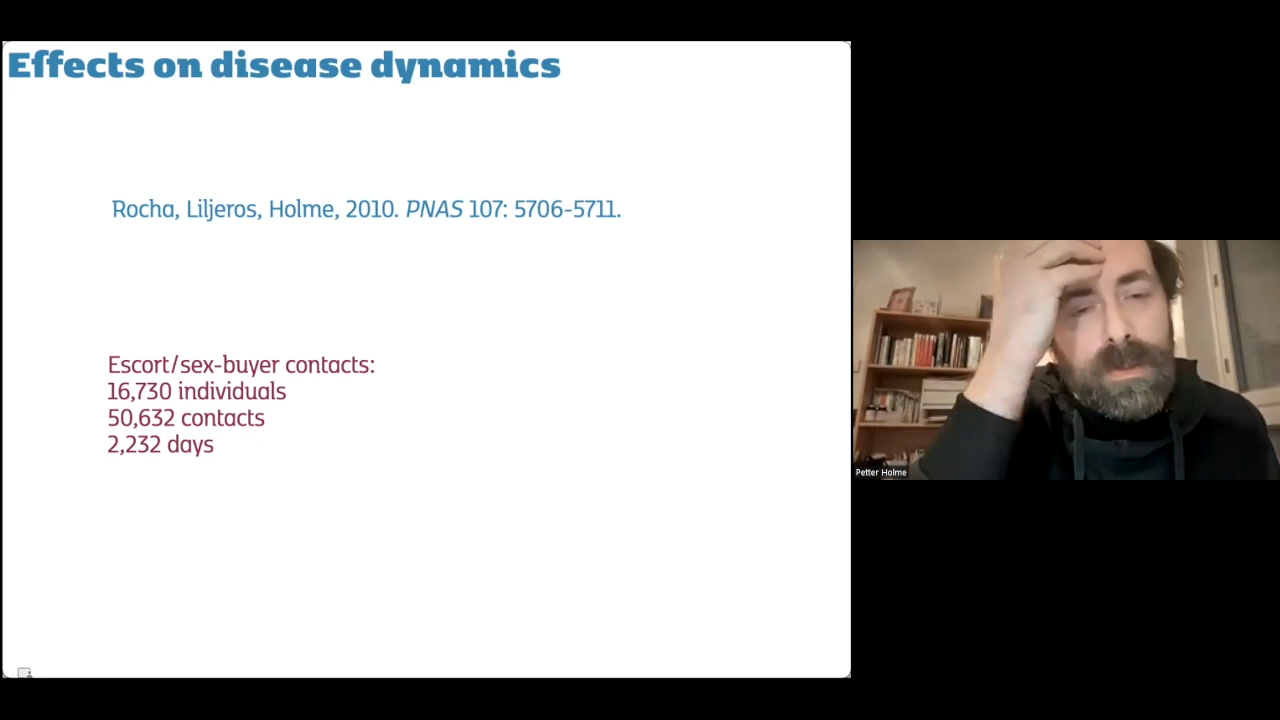 Effects on disease dynamics
Rocha, Liljeros, Holme, 2010. PNAS 107: 5706-5711.
Escort/sex-buyer contacts:
16,730 individuals
50,632 contacts
2,232 days
Petter Holme